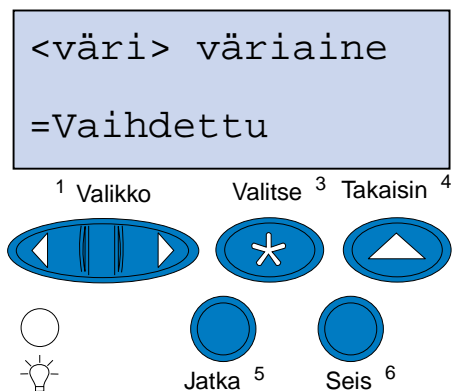 <väri> väriaine
=Vaihdettu
1 Valikko Valitse 3 Takaisin 4
Jatka 5 Seis 6